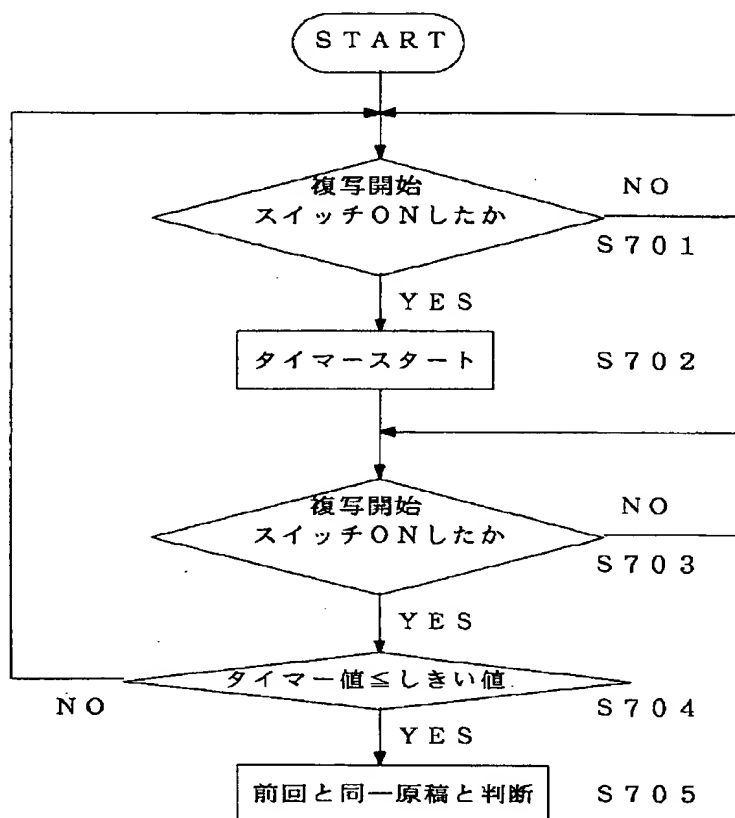 START
複写開始
スイッチONしたか
NO
S701
YES
タイマースタート
S702
複写開始
スイッチONしたか
NO
S703
YES
タイマー値≦しきい値
NO
S704
YES
前回と同一原稿と判断
S705